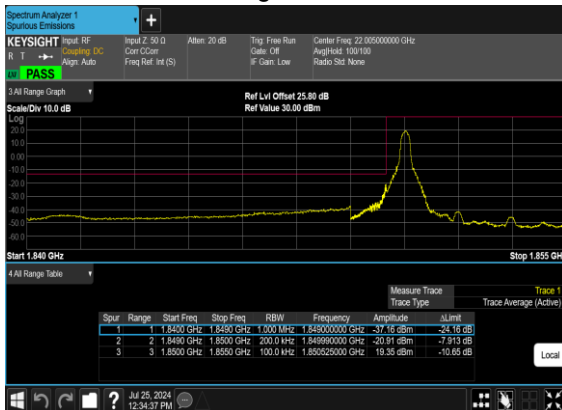 Spectrum Analyzer 1
Spurious Emissions
KEYSIGHT Input: RF Input Z: 50 Ω Atten: 20 dB Trig: Free Run Center Freq: 22.005000000 GHz
R T Coupling: DC Corr CCorr Gate: Off Avg|Hold: 100/100
Align: Auto Freq Ref: Int (S) IF Gain: Low Radio Std: None
PASS
3 All Range Graph
Ref Lvl Offset 25.80 dB
Scale/Div 10.0 dB Ref Value 30.00 dBm
Log
20.0
10.0
0.00
-10.0
-20.0
-30.0
-40.0
-50.0
-60.0
Start 1.840 GHz Stop 1.855 GH
4 All Range Table
Measure Trace Trace 1
Trace Type Trace Average (Active)
Spur Range Start Freq Stop Freq RBW Frequency Amplitude ΔLimit
1 1 1.8400 GHz 1.8490 GHz 1.000 MHz 1.849000000 GHz -37.16 dBm -24.16 dB
2 2 1.8490 GHz 1.8500 GHz 200.0 kHz 1.849990000 GHz -20.91 dBm -7.913 dB
3 3 1.8500 GHz 1.8550 GHz 100.0 kHz 1.850525000 GHz 19.35 dBm -10.65 dB
Local
Jul 25, 2024
12:34:37 PM